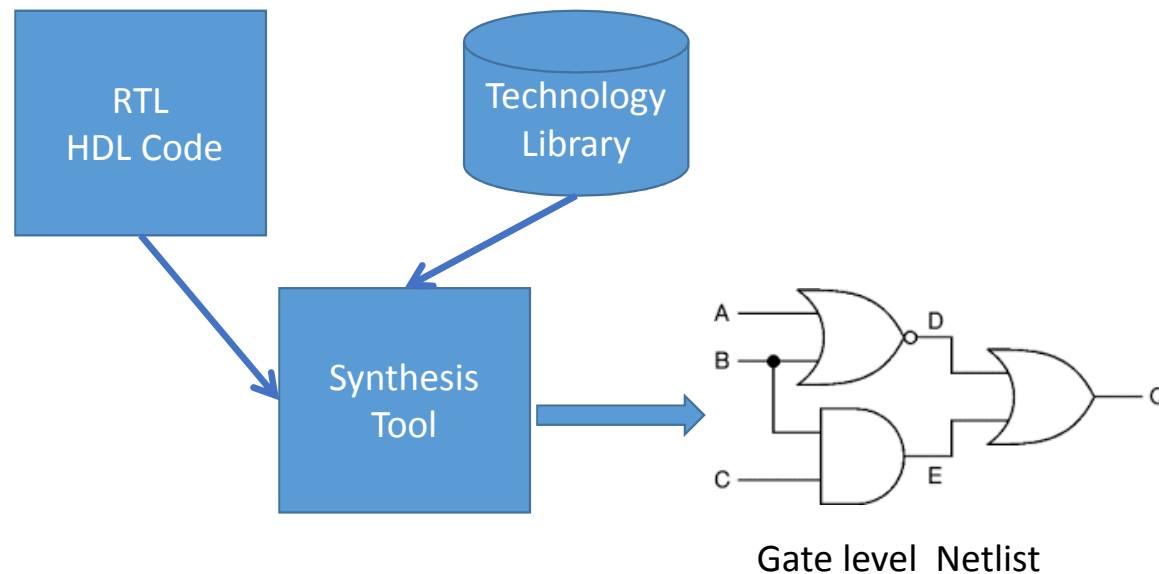 RTL
HDL Code
Technology
Library
Synthesis
Tool
A
B
C
D
E
Gate level Netlist